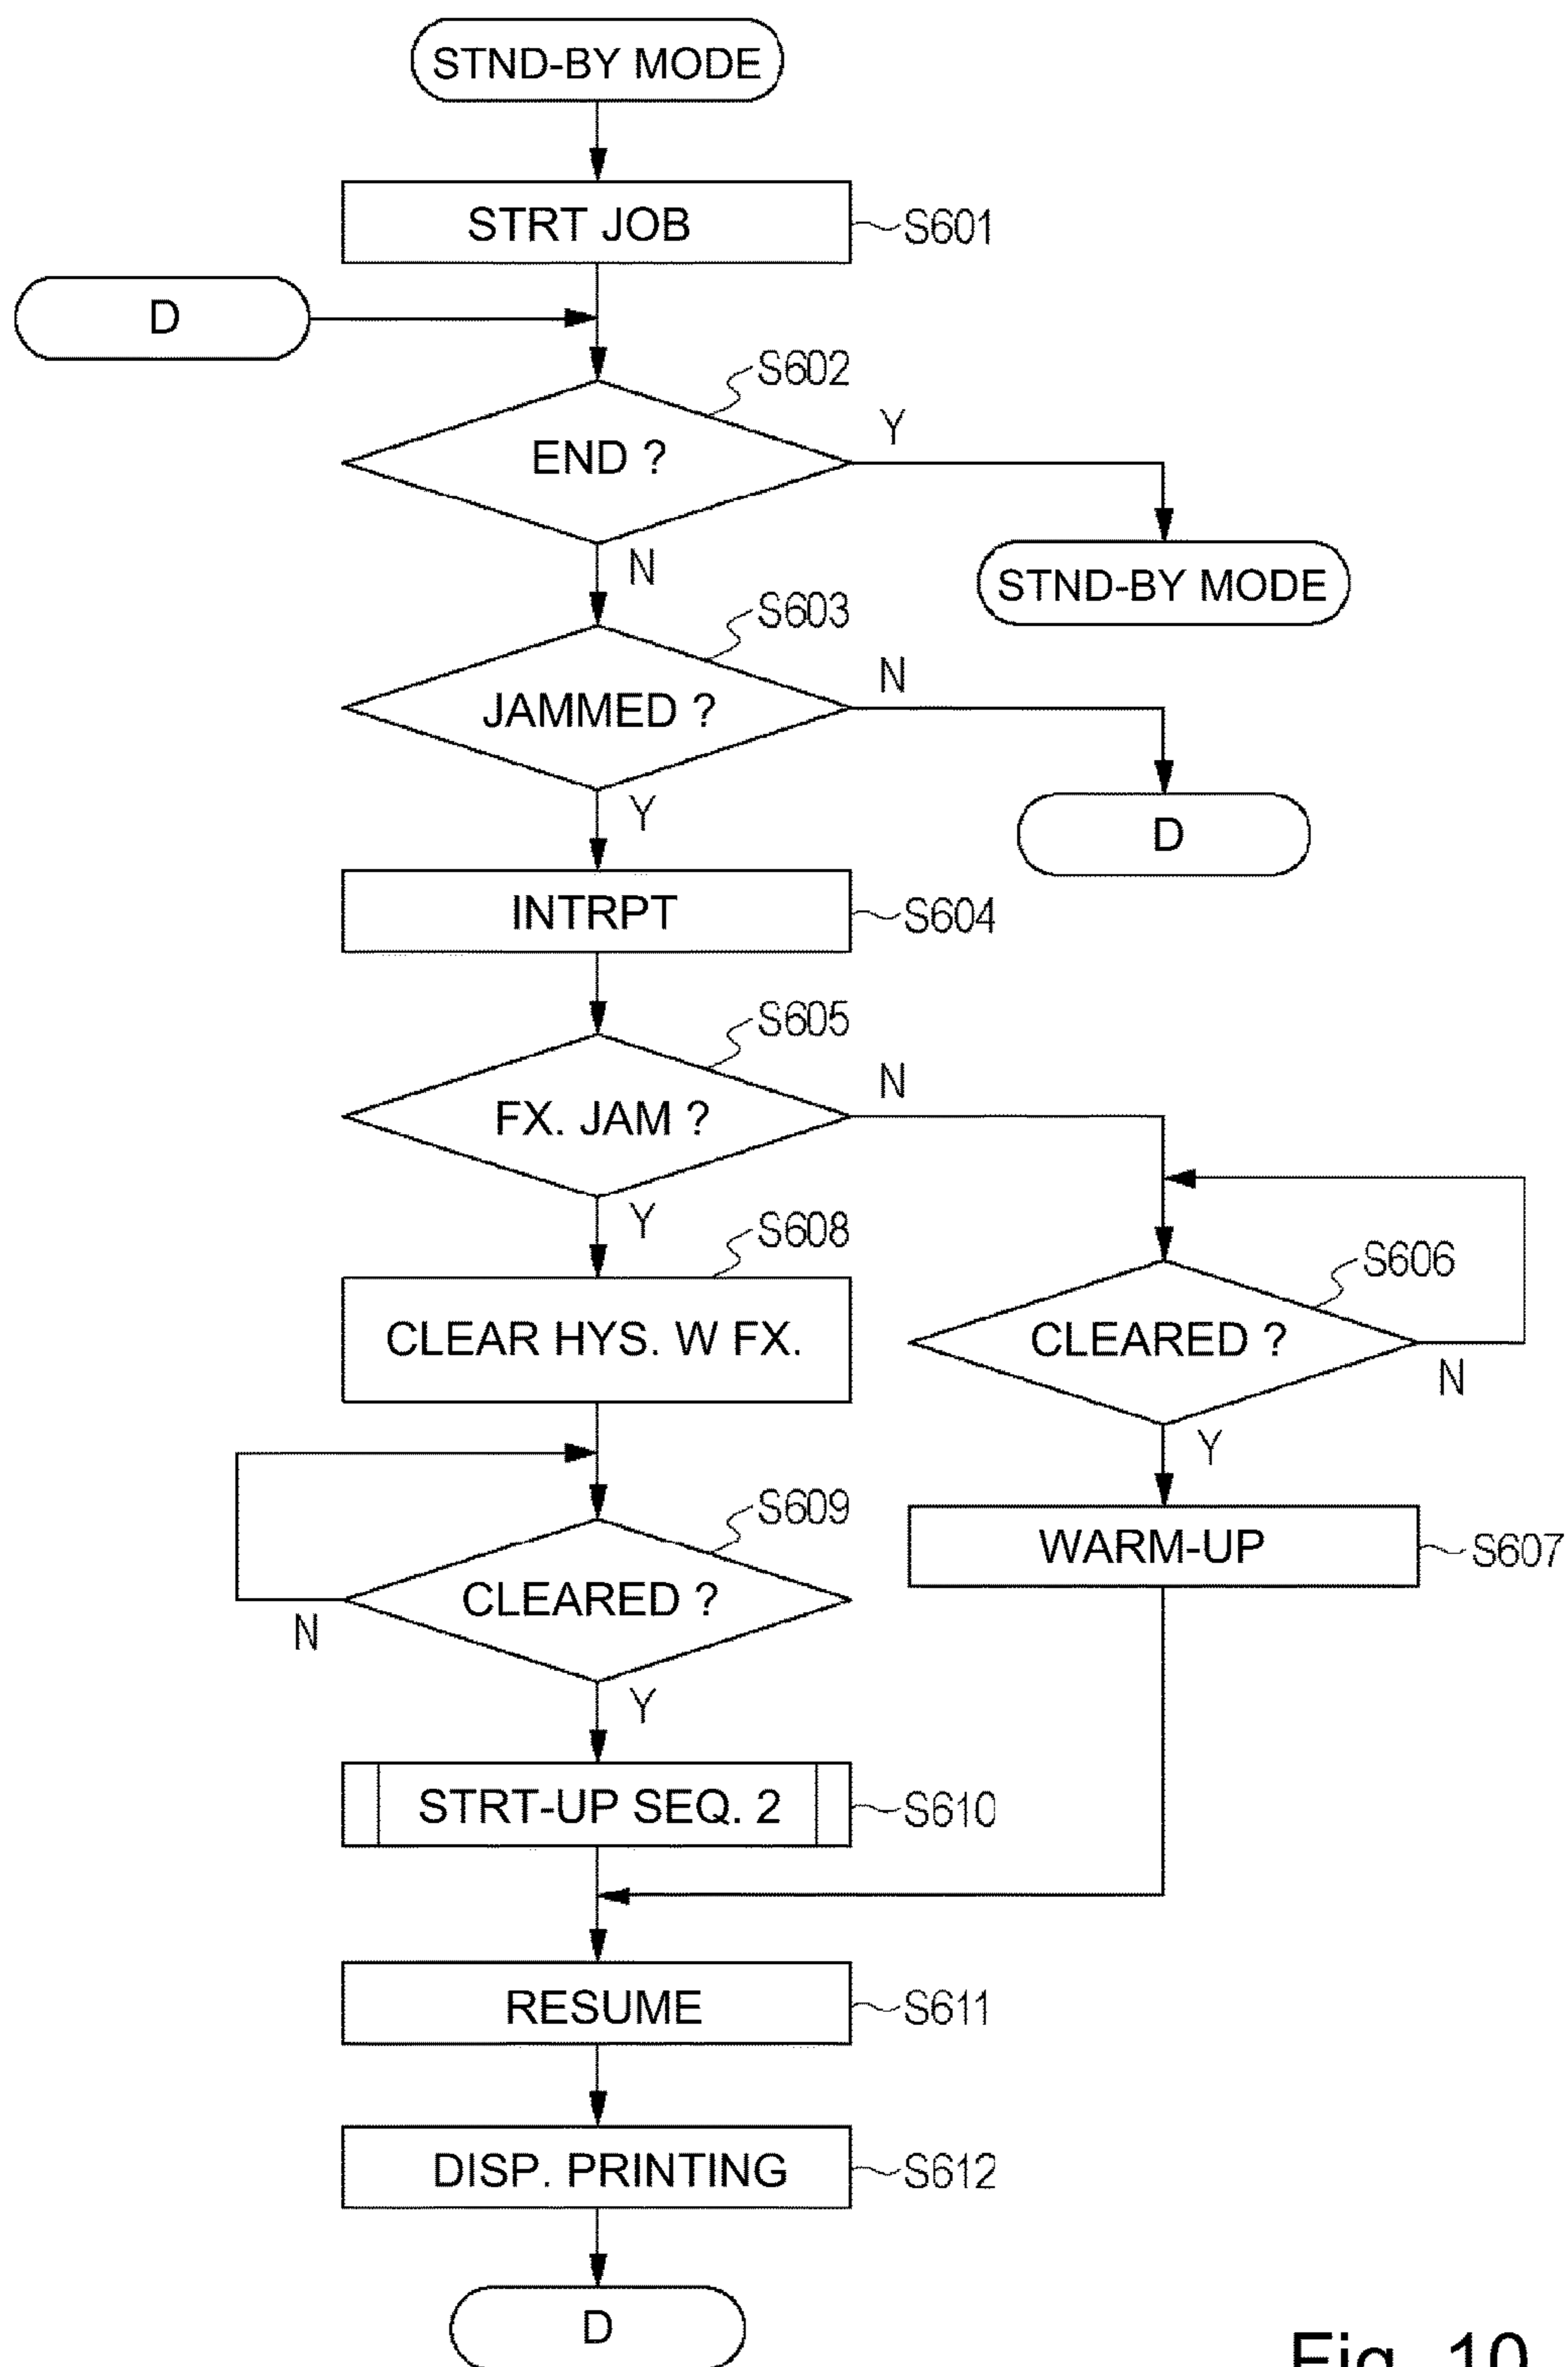 STND-BY MODE
STRT JOB
S601
D
S602
END ?
Y
N
STND-BY MODE
S603
JAMMED ?
N
Y
D
INTRPT
S604
S605
FX. JAM ?
N
Y
S608
CLEAR HYS. W FX.
S606
CLEARED ?
N
Y
S609
CLEARED ?
N
Y
WARM-UP
S607
STRT-UP SEQ. 2
S610
RESUME
S611
DISP. PRINTING
S612
D
Fig. 10